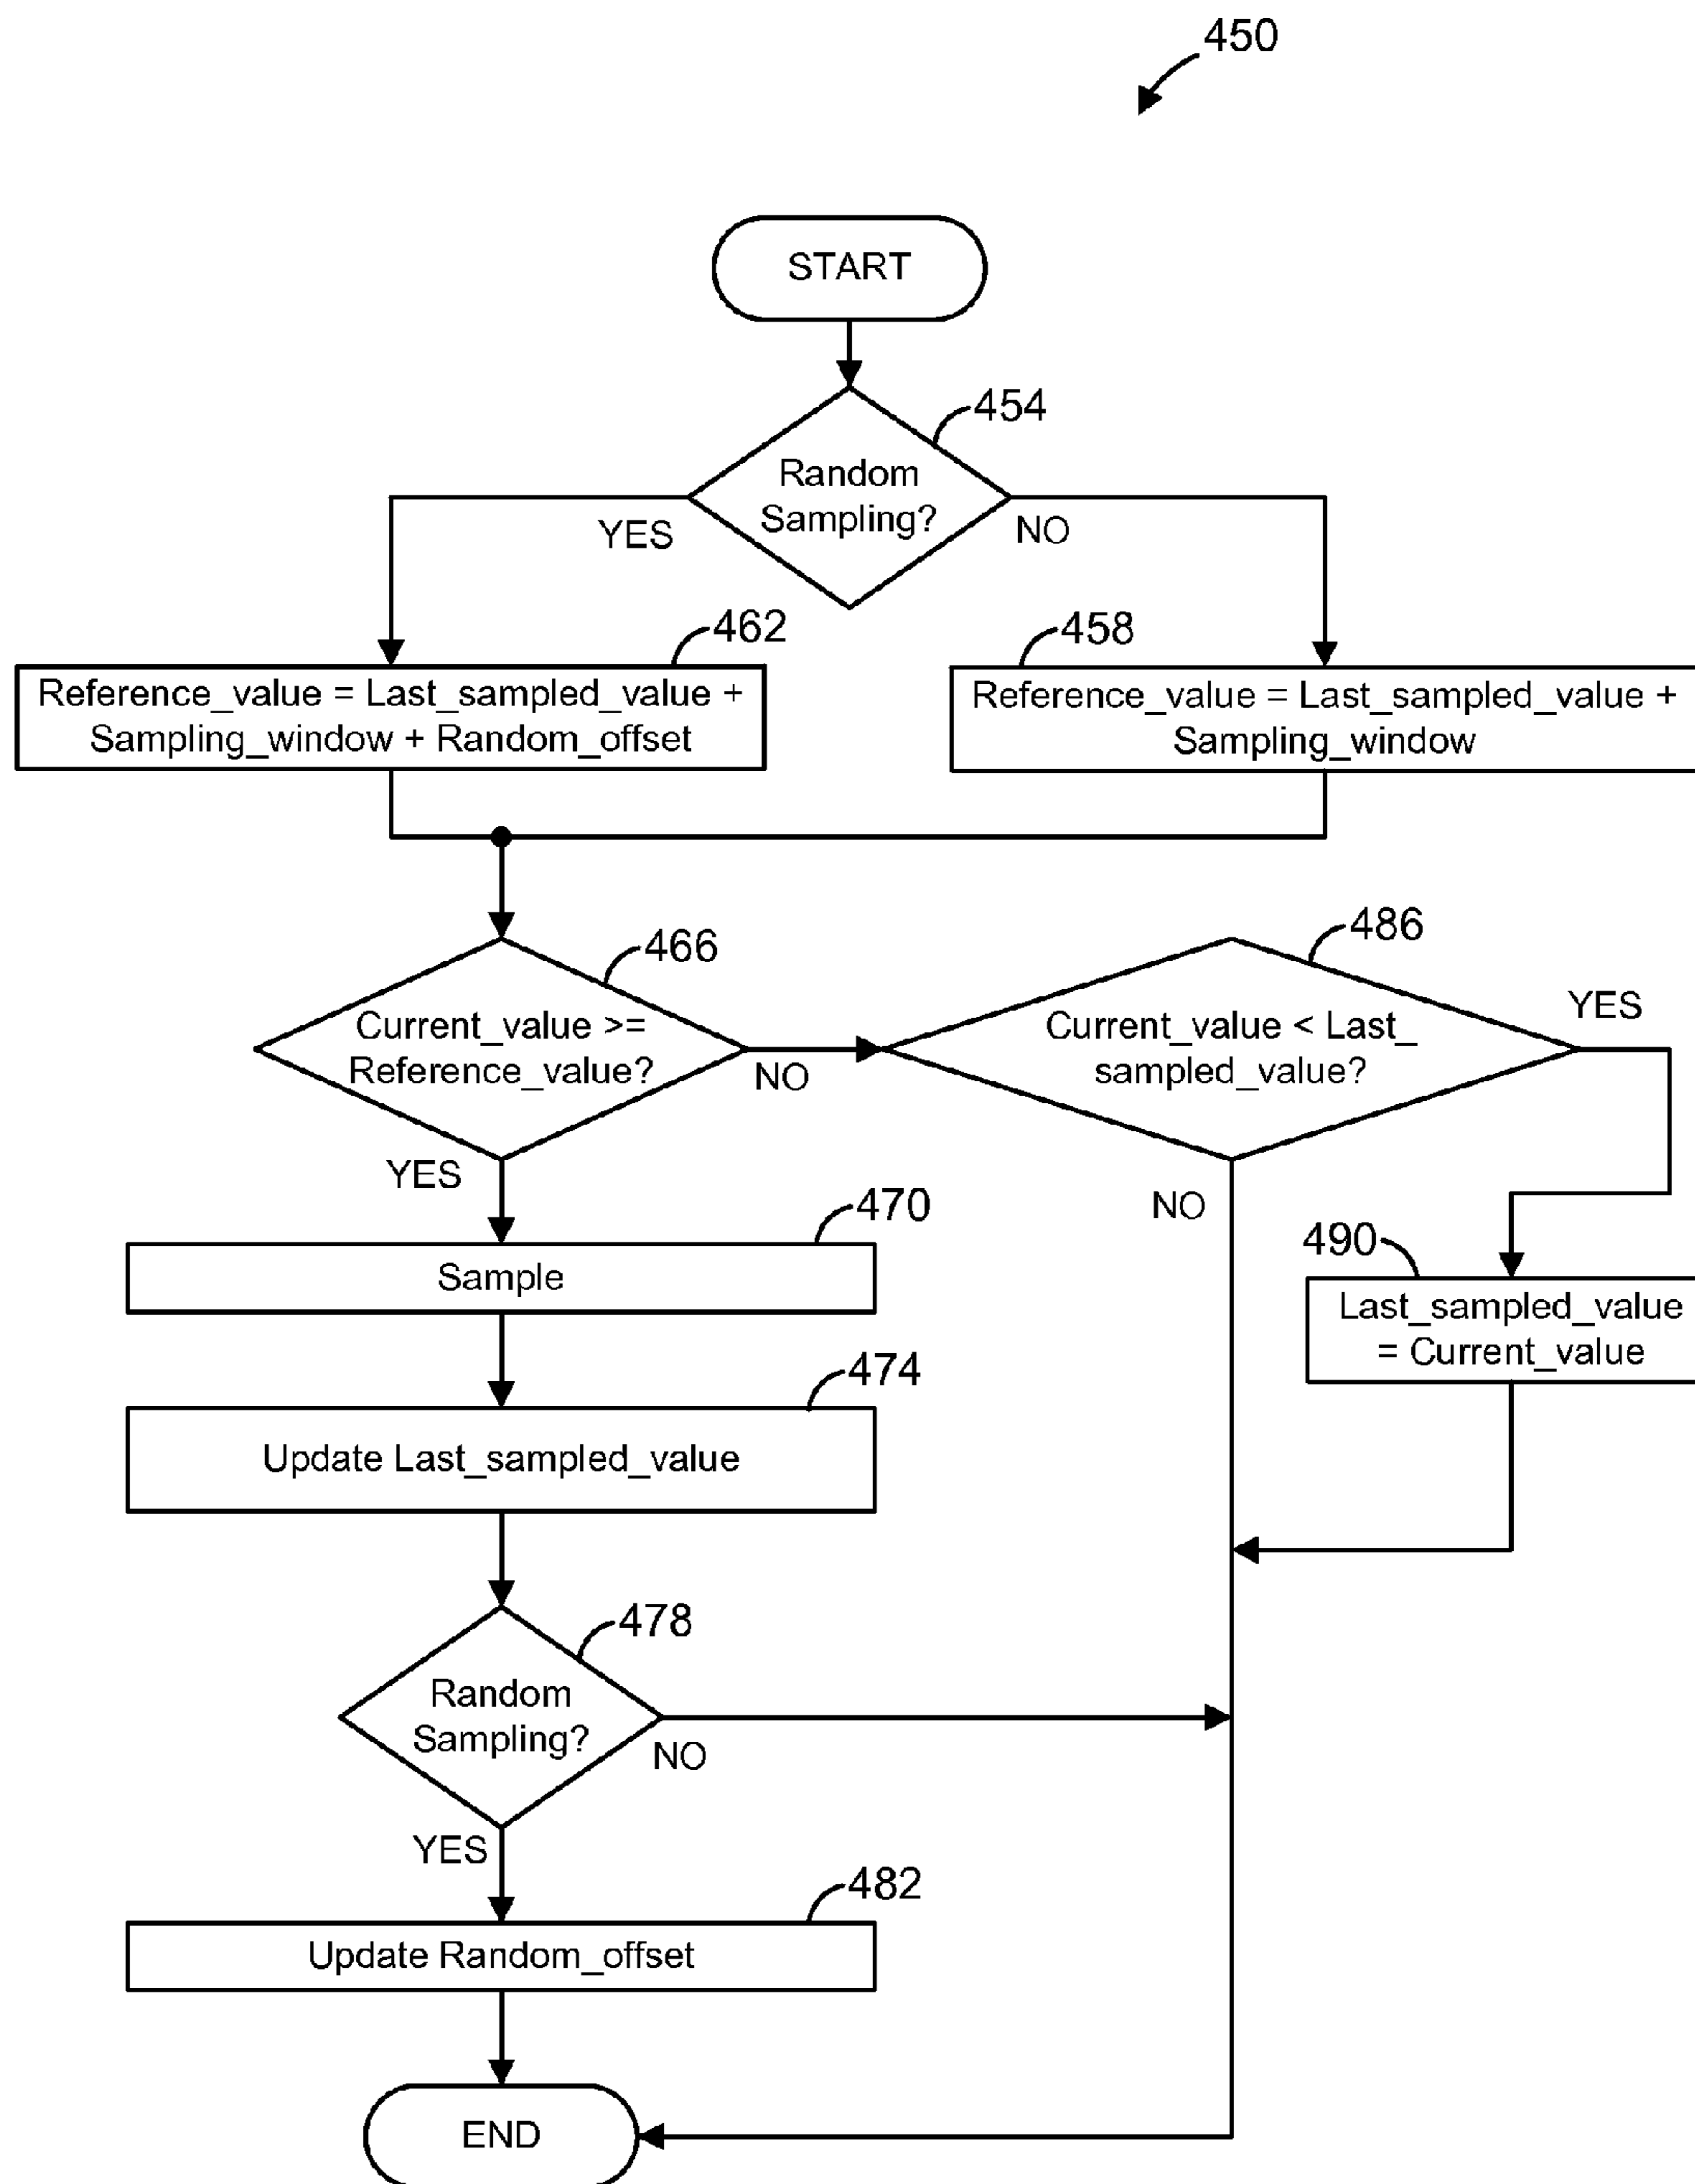 450
START
454
Random
Sampling?
YES
NO
462
458
Reference_value = Last_sampled_value +
Sampling_window + Random_offset
Reference_value = Last_sampled_value +
Sampling_window
466
486
Current_value >=
Reference_value?
NO
Current_value < Last_
sampled_value?
YES
YES
NO
470
Sample
490
Last_sampled_value
= Current_value
474
Update Last_sampled_value
478
Random
Sampling?
NO
YES
482
Update Random_offset
END